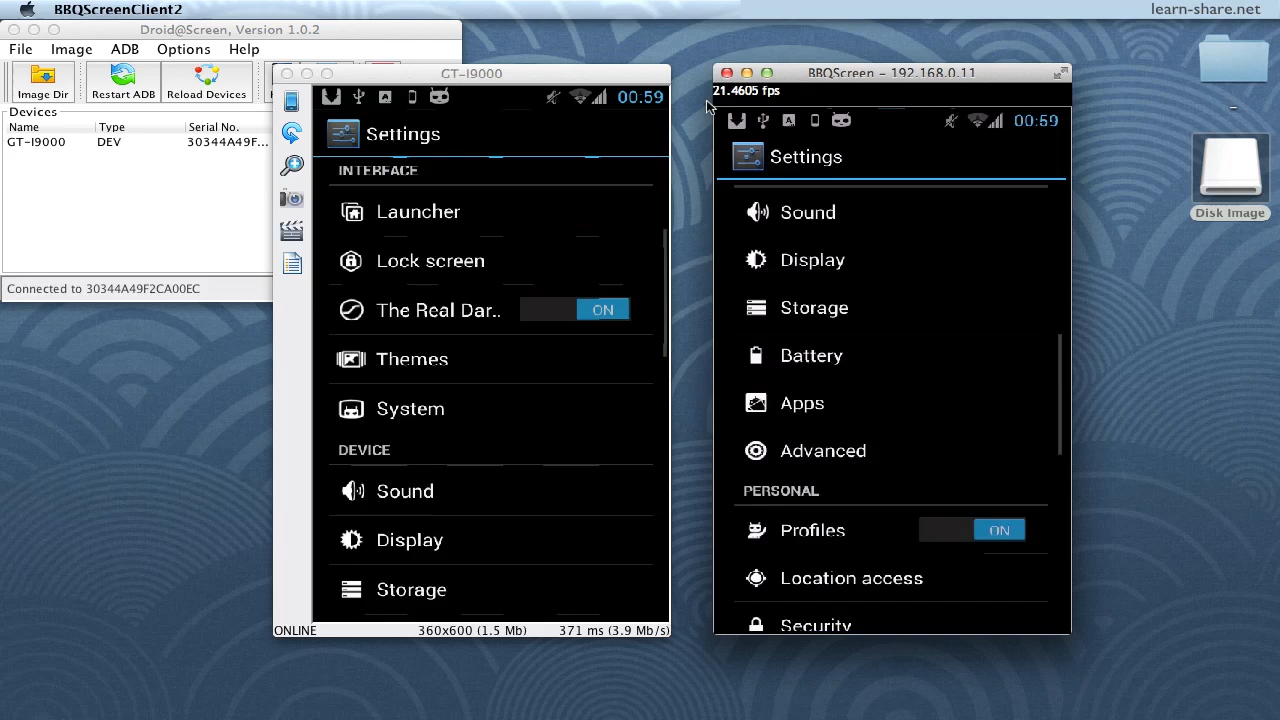 BBQScreenClient2
learn-share.net
Droid@Screen, Version 1.0.2
File Image ADB Options Help
Image Dir Restart ADB Reload Devices
Devices
Name Type Serial No.
GT-I9000 DEV 30344A49F...
Connected to 30344A49F2CA00EC
GT-I9000
00:59
Settings
INTERFACE
Launcher
Lock screen
The Real Dar.. ON
Themes
System
DEVICE
Sound
Display
Storage
ONLINE 360x600 (1.5 Mb) 371 ms (3.9 Mb/s)
BBQScreen - 192.168.0.11
21.4605 fps
00:59
Settings
Sound
Display
Storage
Battery
Apps
Advanced
PERSONAL
Profiles ON
Location access
Security
Disk Image